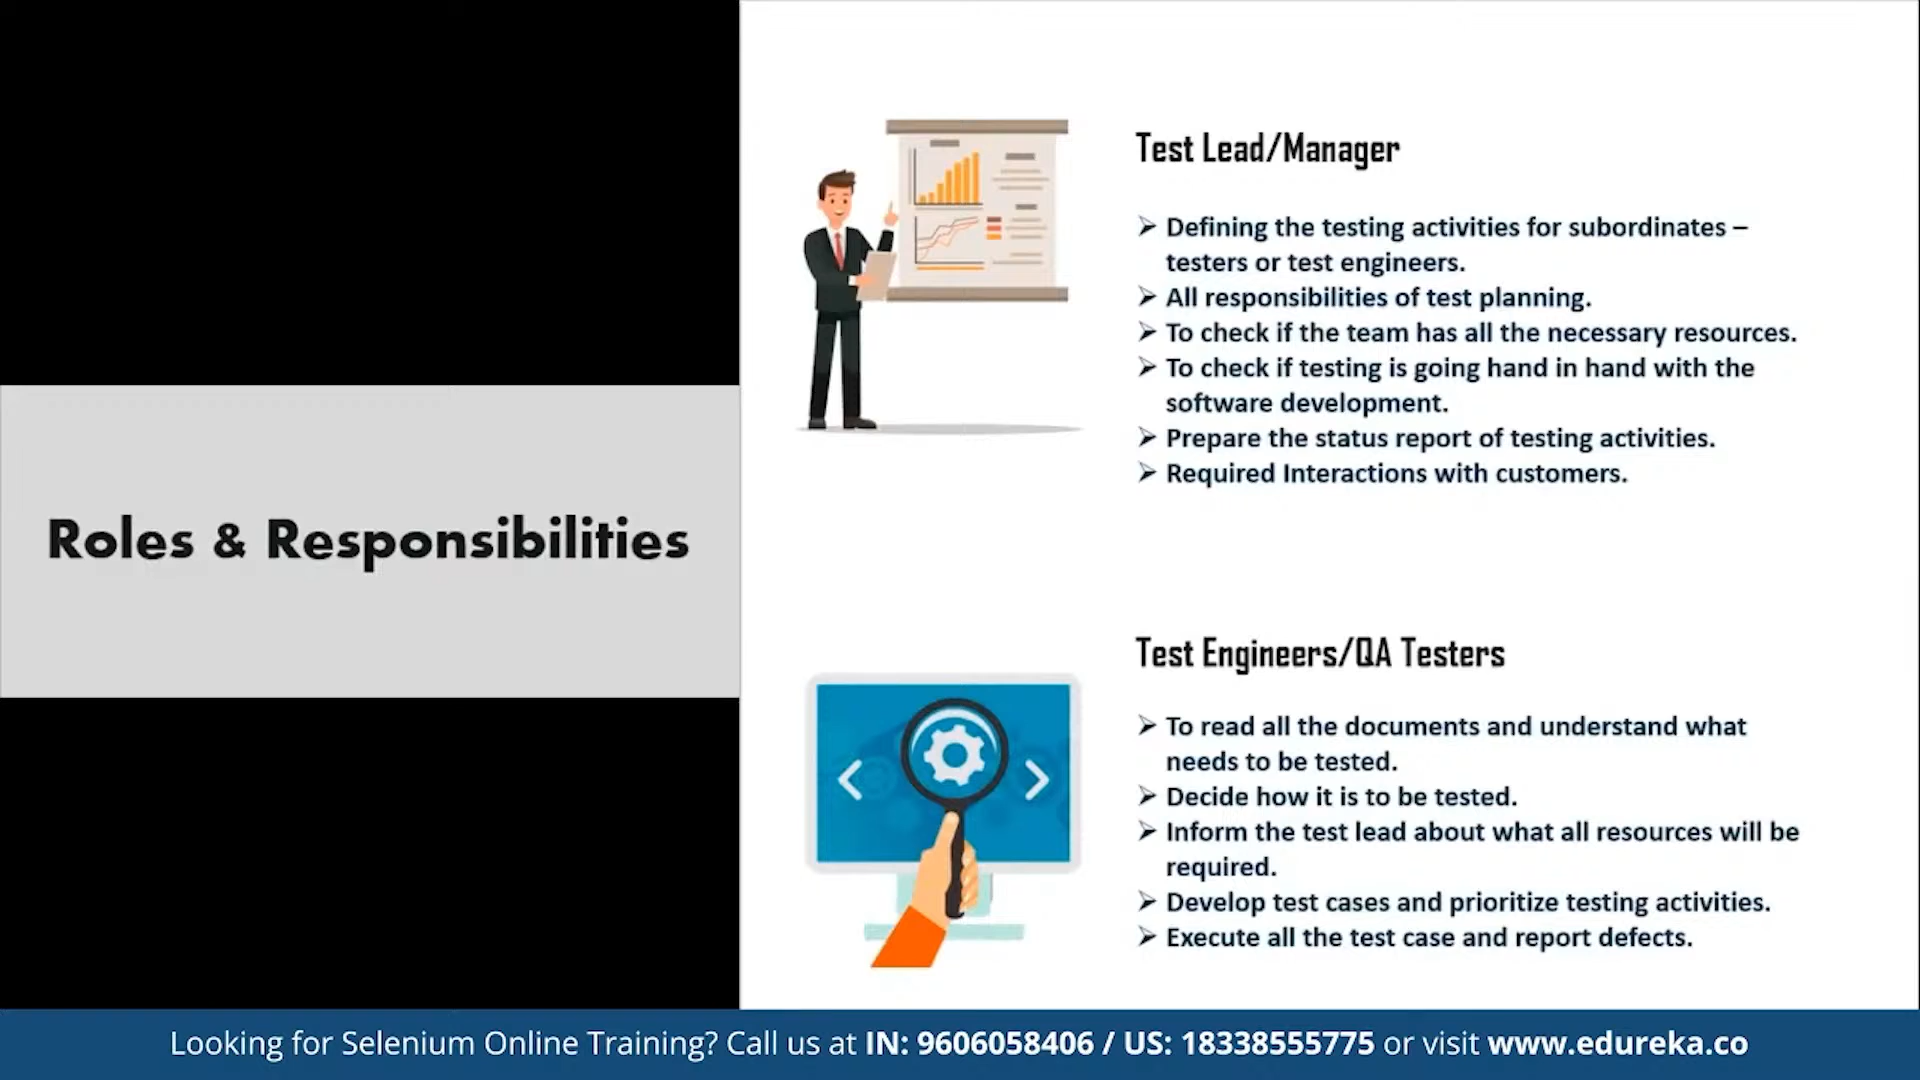 Roles & Responsibilities
Test Lead/Manager
➢ Defining the testing activities for subordinates –
testers or test engineers.
➢ All responsibilities of test planning.
➢ To check if the team has all the necessary resources.
➢ To check if testing is going hand in hand with the
software development.
➢ Prepare the status report of testing activities.
➢ Required Interactions with customers.
Test Engineers/QA Testers
➢ To read all the documents and understand what
needs to be tested.
➢ Decide how it is to be tested.
➢ Inform the test lead about what all resources will be
required.
➢ Develop test cases and prioritize testing activities.
➢ Execute all the test case and report defects.
Looking for Selenium Online Training? Call us at IN: 9606058406 / US: 18338555775 or visit www.edureka.co